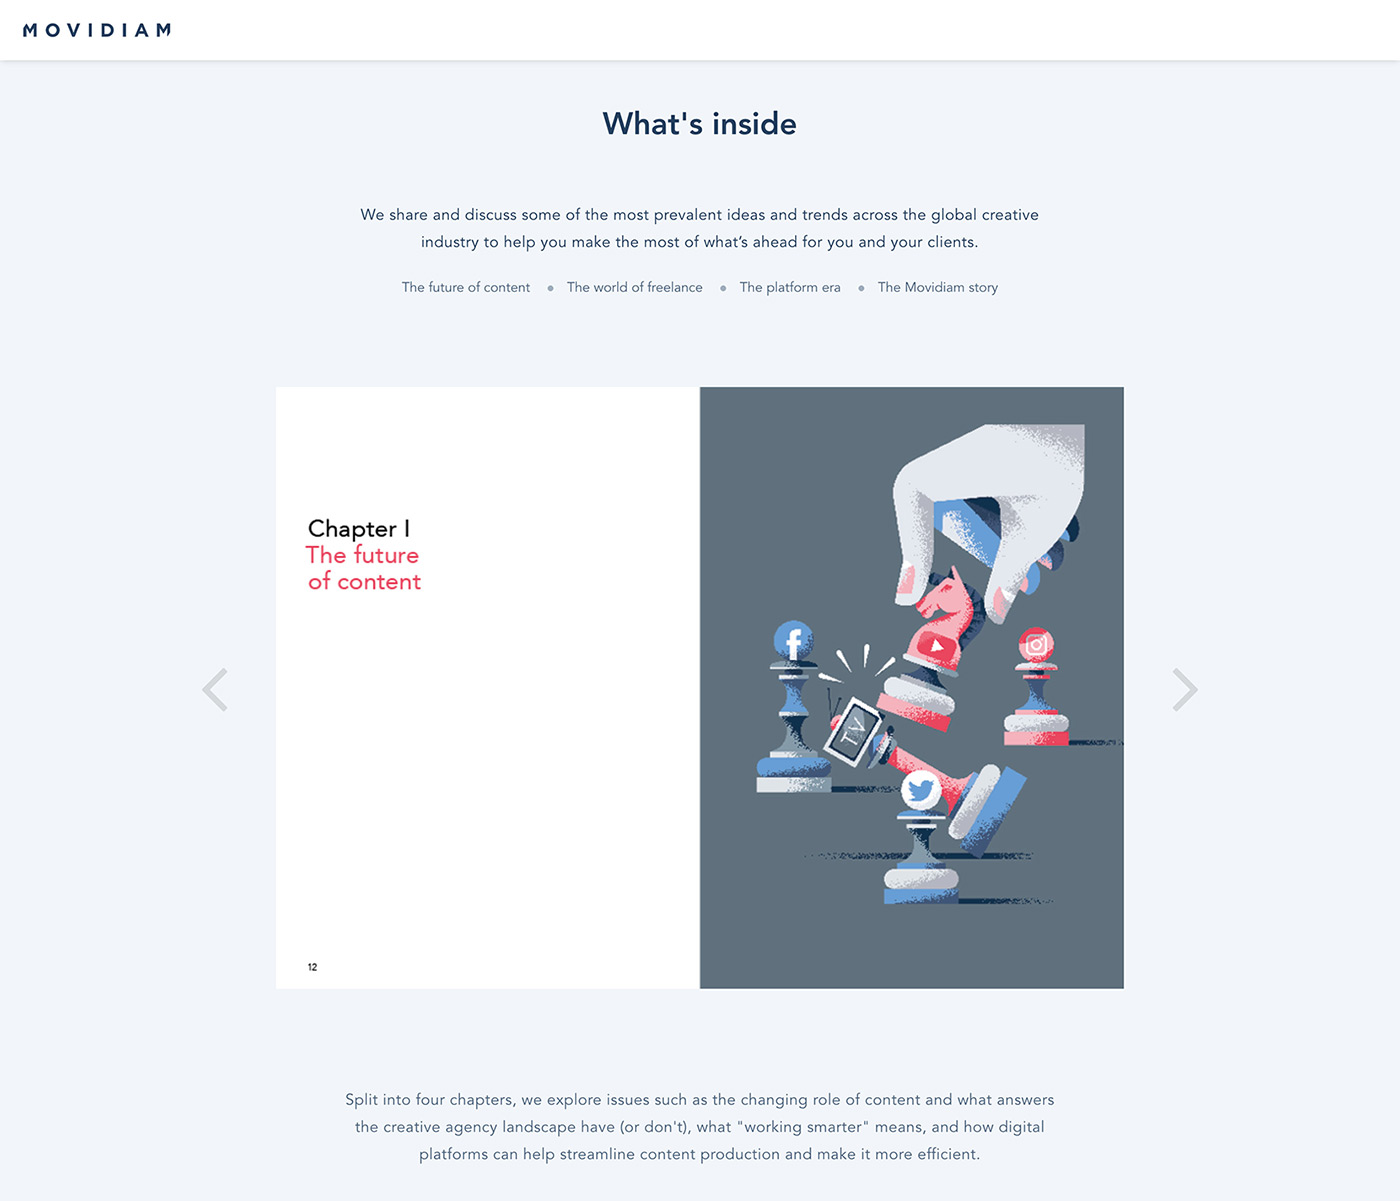 MOVIDIAM
What's inside
We share and discuss some of the most prevalent ideas and trends across the global creative
industry to help you make the most of what’s ahead for you and your clients.
The future of content • The world of freelance • The platform era • The Movidiam story
Chapter I
The future
of content
TV
12
Split into four chapters, we explore issues such as the changing role of content and what answers
the creative agency landscape have (or don't), what "working smarter" means, and how digital
platforms can help streamline content production and make it more efficient.